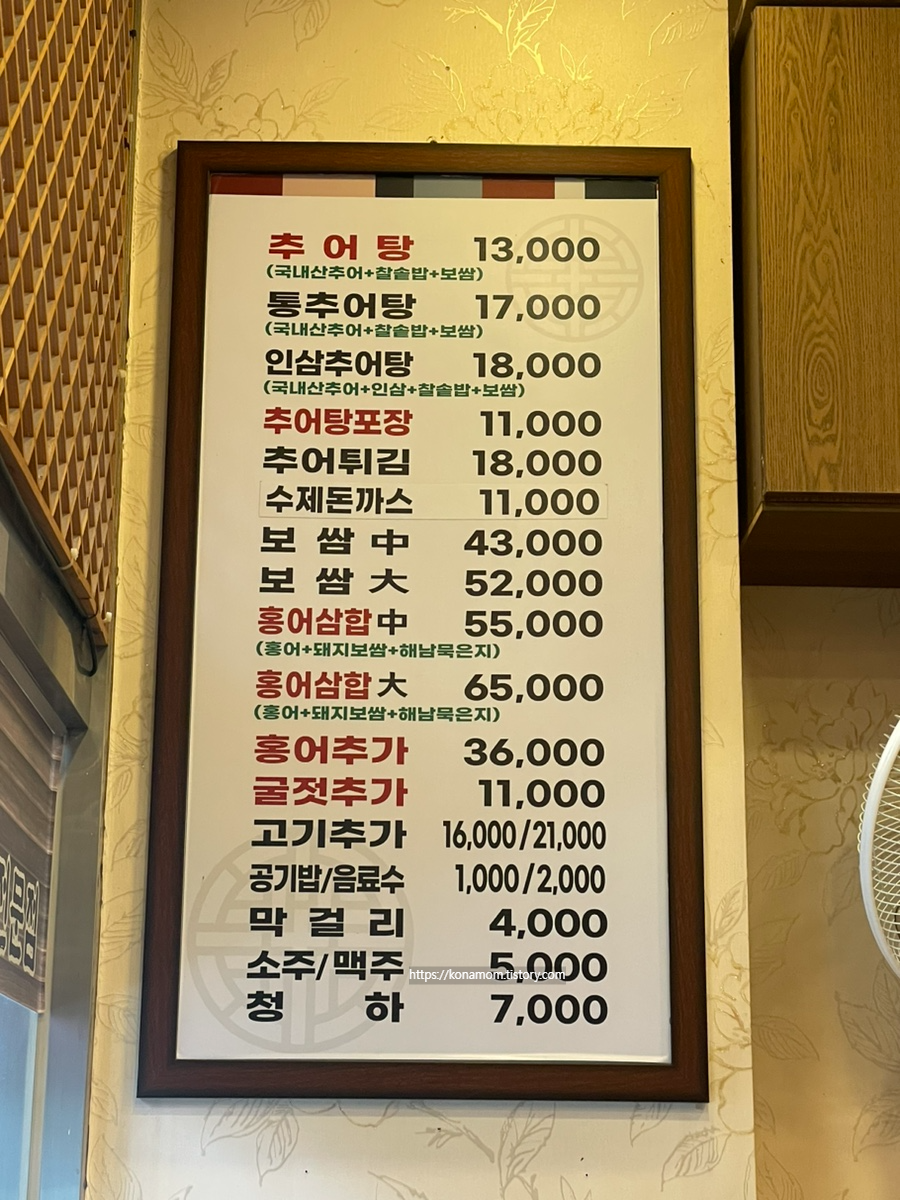 추 어 탕 13,000
(국내산추어+찰솥밥+보쌈)
통추어탕 17,000
(국내산추어+찰솥밥+보쌈)
인삼추어탕 18,000
(국내산추어+인삼+찰솥밥+보쌈)
추어탕포장 11,000
추어튀김 18,000
수제돈까스 11,000
보 쌈 中 43,000
보 쌈 大 52,000
홍어삼합 中 55,000
(홍어+돼지보쌈+해남묵은지)
홍어삼합 大 65,000
(홍어+돼지보쌈+해남묵은지)
홍어추가 36,000
굴젓추가 11,000
고기추가 16,000/21,000
공기밥/음료수 1,000/2,000
막 걸 리 4,000
소주/맥주 5,000
https://konamom.tistory.com
청 하 7,000
전문점